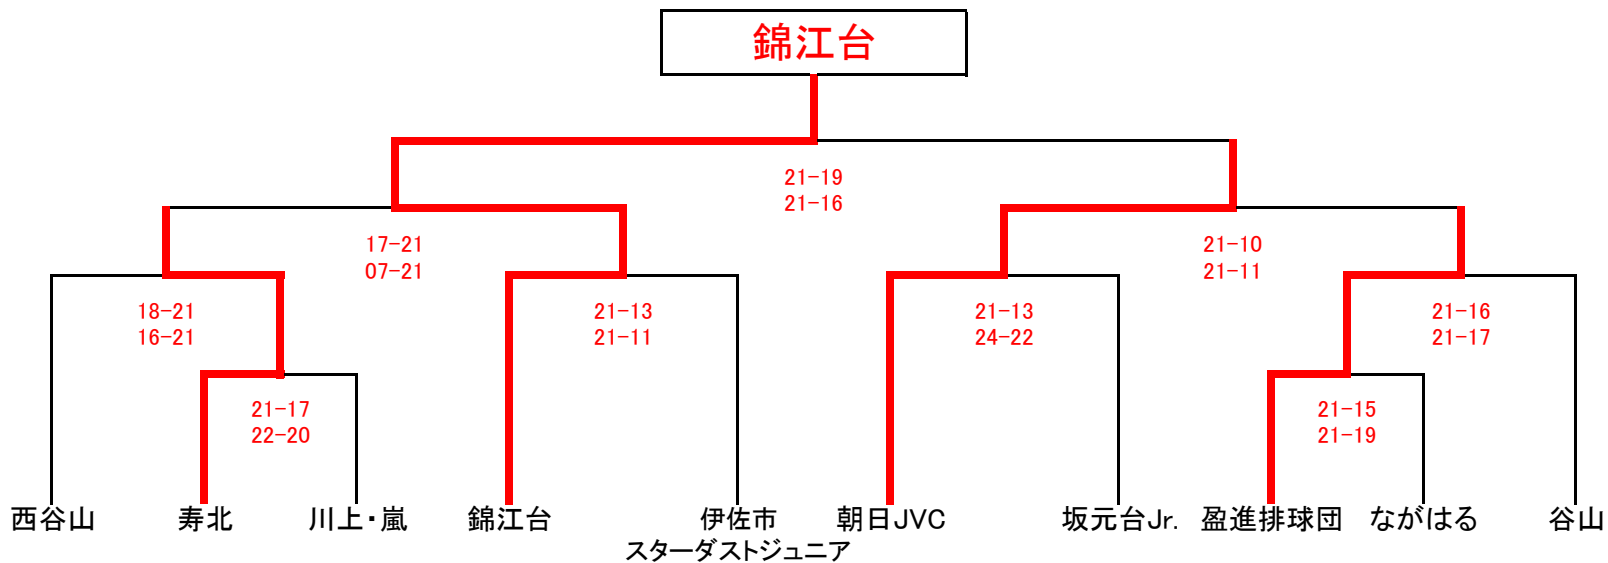 錦江台
21-19
21-16
17-21
07-21
21-10
21-11
18-21
16-21
21-13
21-11
21-13
24-22
21-16
21-17
21-17
22-20
21-15
21-19
西谷山
寿北
川上・嵐
錦江台
伊佐市
スターダストジュニア
朝日JVC
坂元台Jr.
盈進排球団
ながはる
谷山